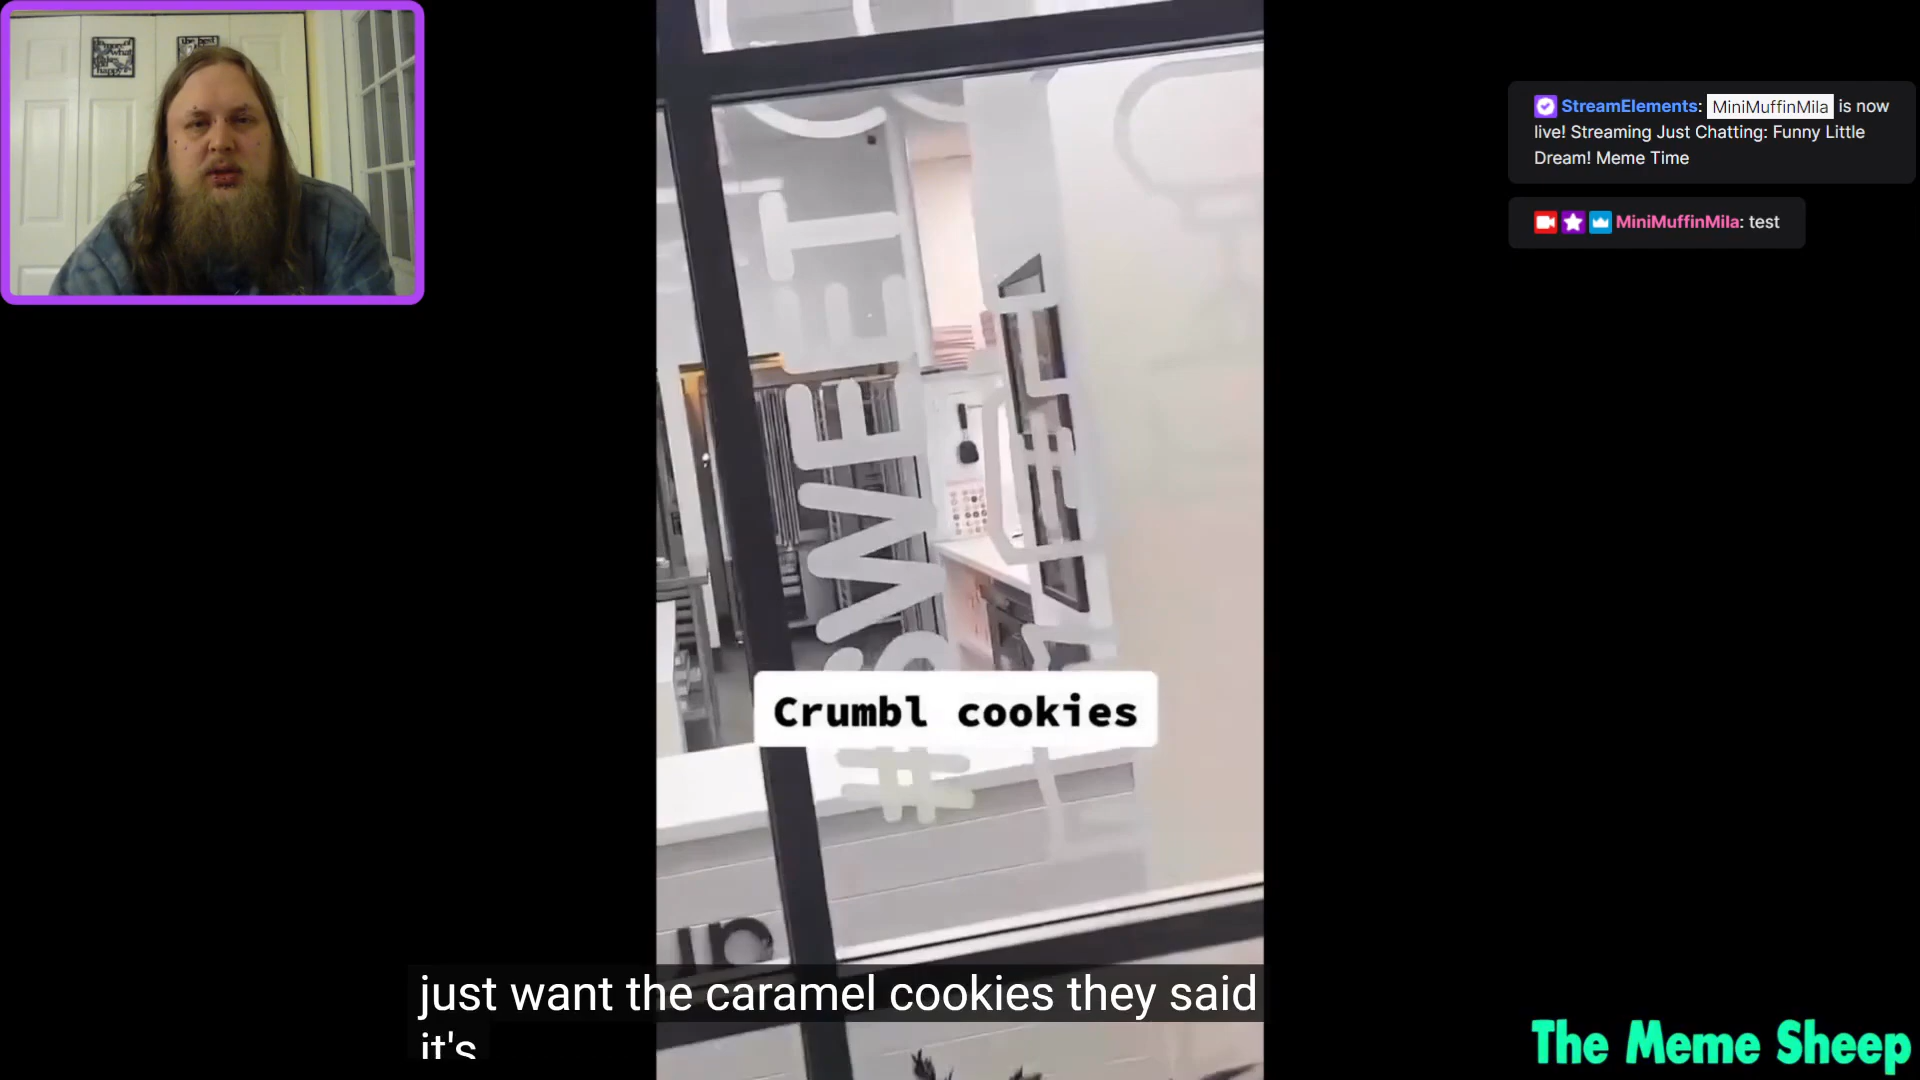 StreamElements: MiniMuffinMila is now
live! Streaming Just Chatting: Funny Little
Dream! Meme Time
MiniMuffinMila: test
#SWEET
Crumbl cookies
just want the caramel cookies they said
it's
The Meme Sheep